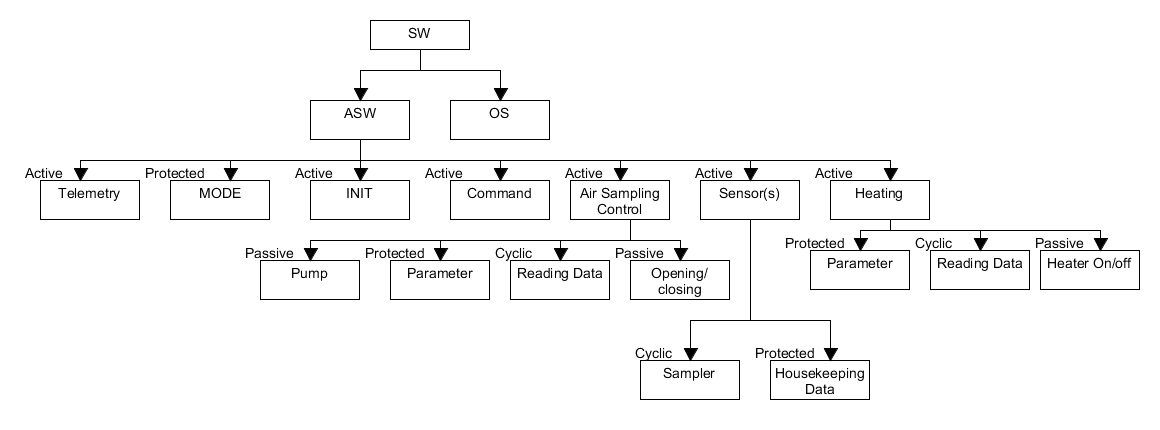 SW
ASW
OS
Active
Protected
Active
Active
Active
Active
Active
Telemetry
MODE
INIT
Command
Air Sampling
Control
Sensor(s)
Heating
Passive
Protected
Cyclic
Passive
Protected
Cyclic
Passive
Pump
Parameter
Reading Data
Opening/
closing
Parameter
Reading Data
Heater On/off
Cyclic
Protected
Sampler
Housekeeping
Data